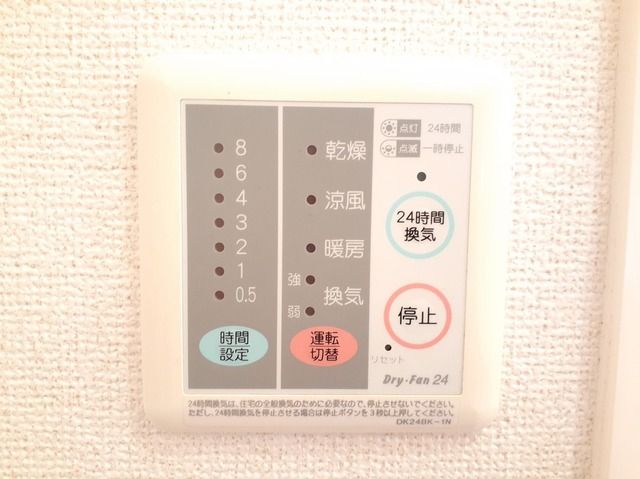 8
6
4
3
2
1
0.5
時間
設定
乾燥
涼風
暖房
強
換気
弱
運転
切替
点灯 24時間
点滅 一時停止
24時間
換気
停止
リセット
Dry-Fan 24
24時間換気は、住宅の全般換気のために必要なので、停止させないでください。
ただし、24時間換気を停止させる場合は停止ボタンを3秒以上押してください。
DK24BK-1N